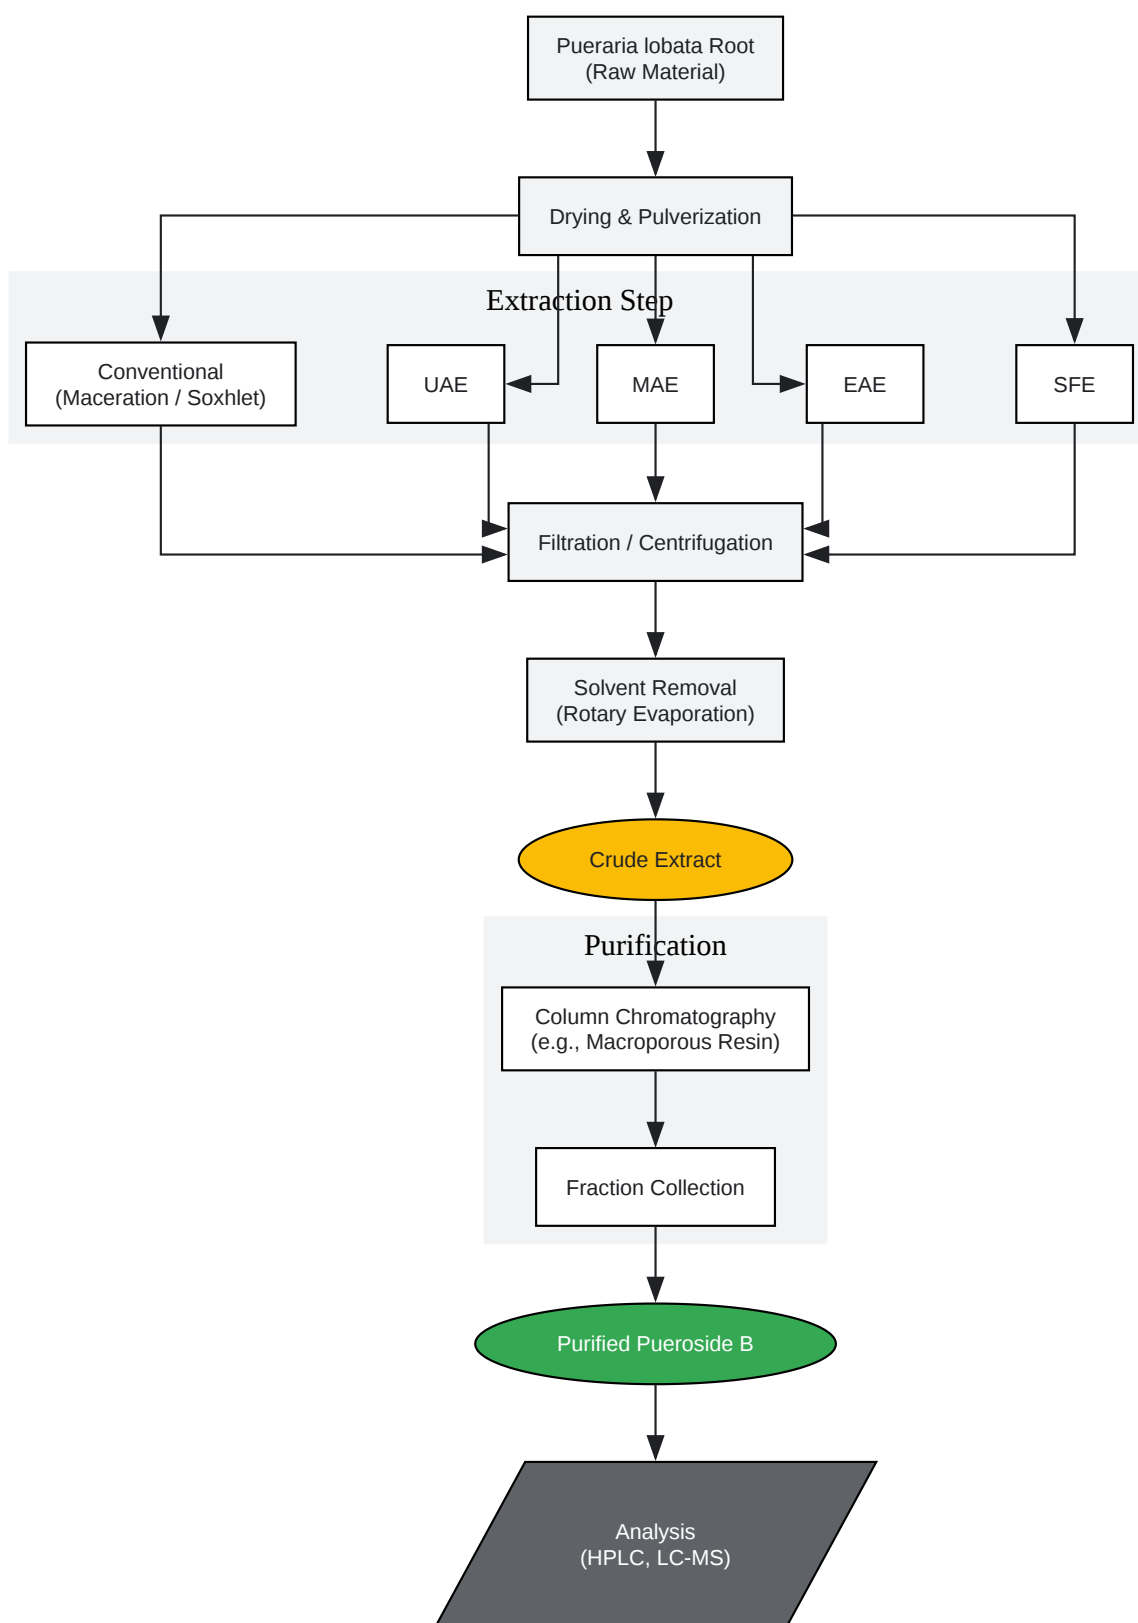 Pueraria lobata Root
(Raw Material)
Drying & Pulverization
Extraction Step
Conventional
(Maceration / Soxhlet)
UAE
MAE
EAE
SFE
Filtration / Centrifugation
Solvent Removal
(Rotary Evaporation)
Crude Extract
Purification
Column Chromatography
(e.g., Macroporous Resin)
Fraction Collection
Purified Pueroside B
Analysis
(HPLC, LC-MS)